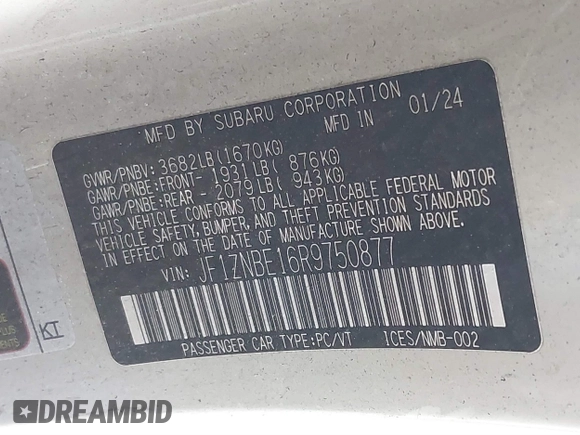 MFD BY SUBARU CORPORATION 01/24
MFD IN
GVWR/PNBV: 3682LB(1670KG)
GAWR/PNBE:FRONT- 1931LB( 876KG)
GAWR/PNBE:REAR - 2079LB( 943KG)
THIS VEHICLE CONFORMS TO ALL APPLICABLE FEDERAL MOTOR
VEHICLE SAFETY, BUMPER, AND THEFT PREVENTION STANDARDS
IN EFFECT ON THE DATE OF MANUFACTURE SHOWN ABOVE.
VIN: JF1ZNBE16R9750877
PASSENGER CAR TYPE:PC/VT ICES/NMB-002
KT
DREAMBID